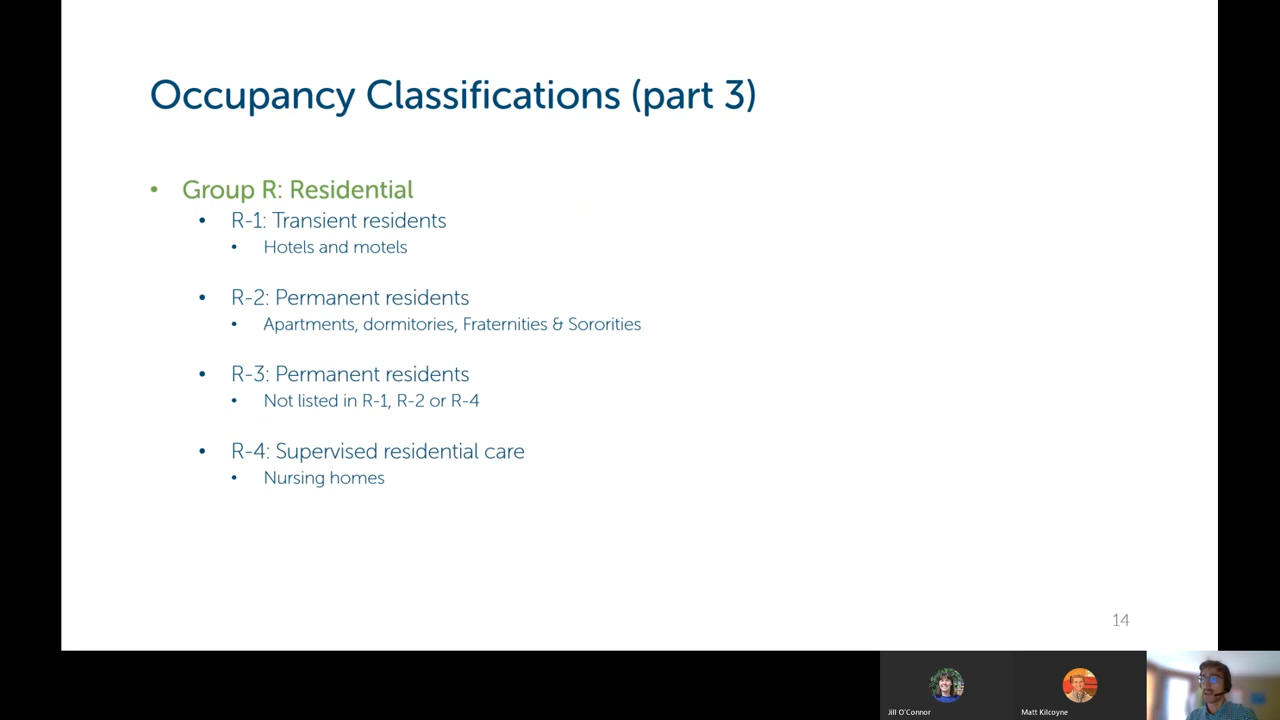 Occupancy Classifications (part 3)
• Group R: Residential
• R-1: Transient residents
• Hotels and motels
• R-2: Permanent residents
• Apartments, dormitories, Fraternities & Sororities
• R-3: Permanent residents
• Not listed in R-1, R-2 or R-4
• R-4: Supervised residential care
• Nursing homes
14
Jill O'Connor
Matt Kilcoyne